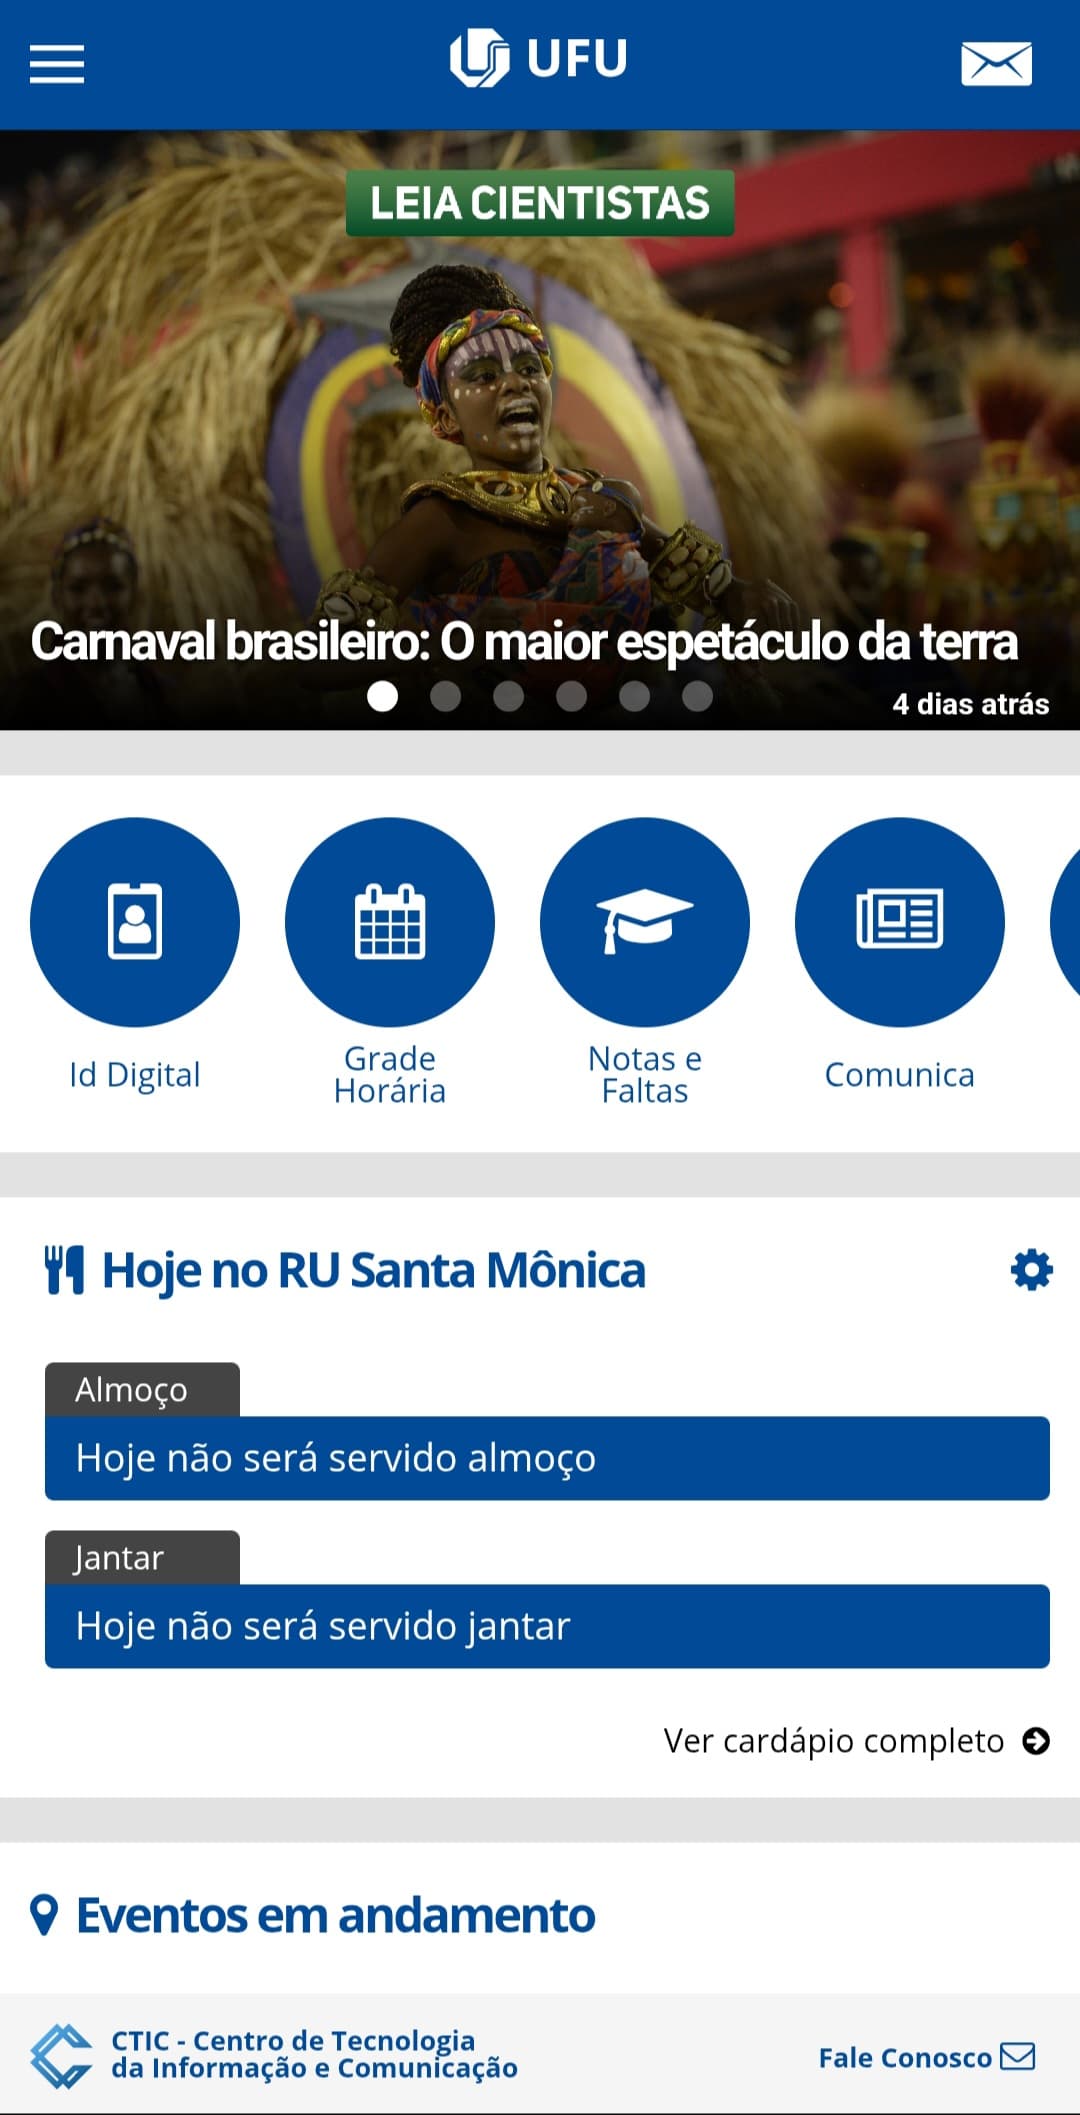 UFU
LEIA CIENTISTAS
Carnaval brasileiro: O maior espetáculo da terra
4 dias atrás
Id Digital
Grade
Horária
Notas e
Faltas
Comunica
Hoje no RU Santa Mônica
Almoço
Hoje não será servido almoço
Jantar
Hoje não será servido jantar
Ver cardápio completo
Eventos em andamento
CTIC - Centro de Tecnologia
da Informação e Comunicação
Fale Conosco